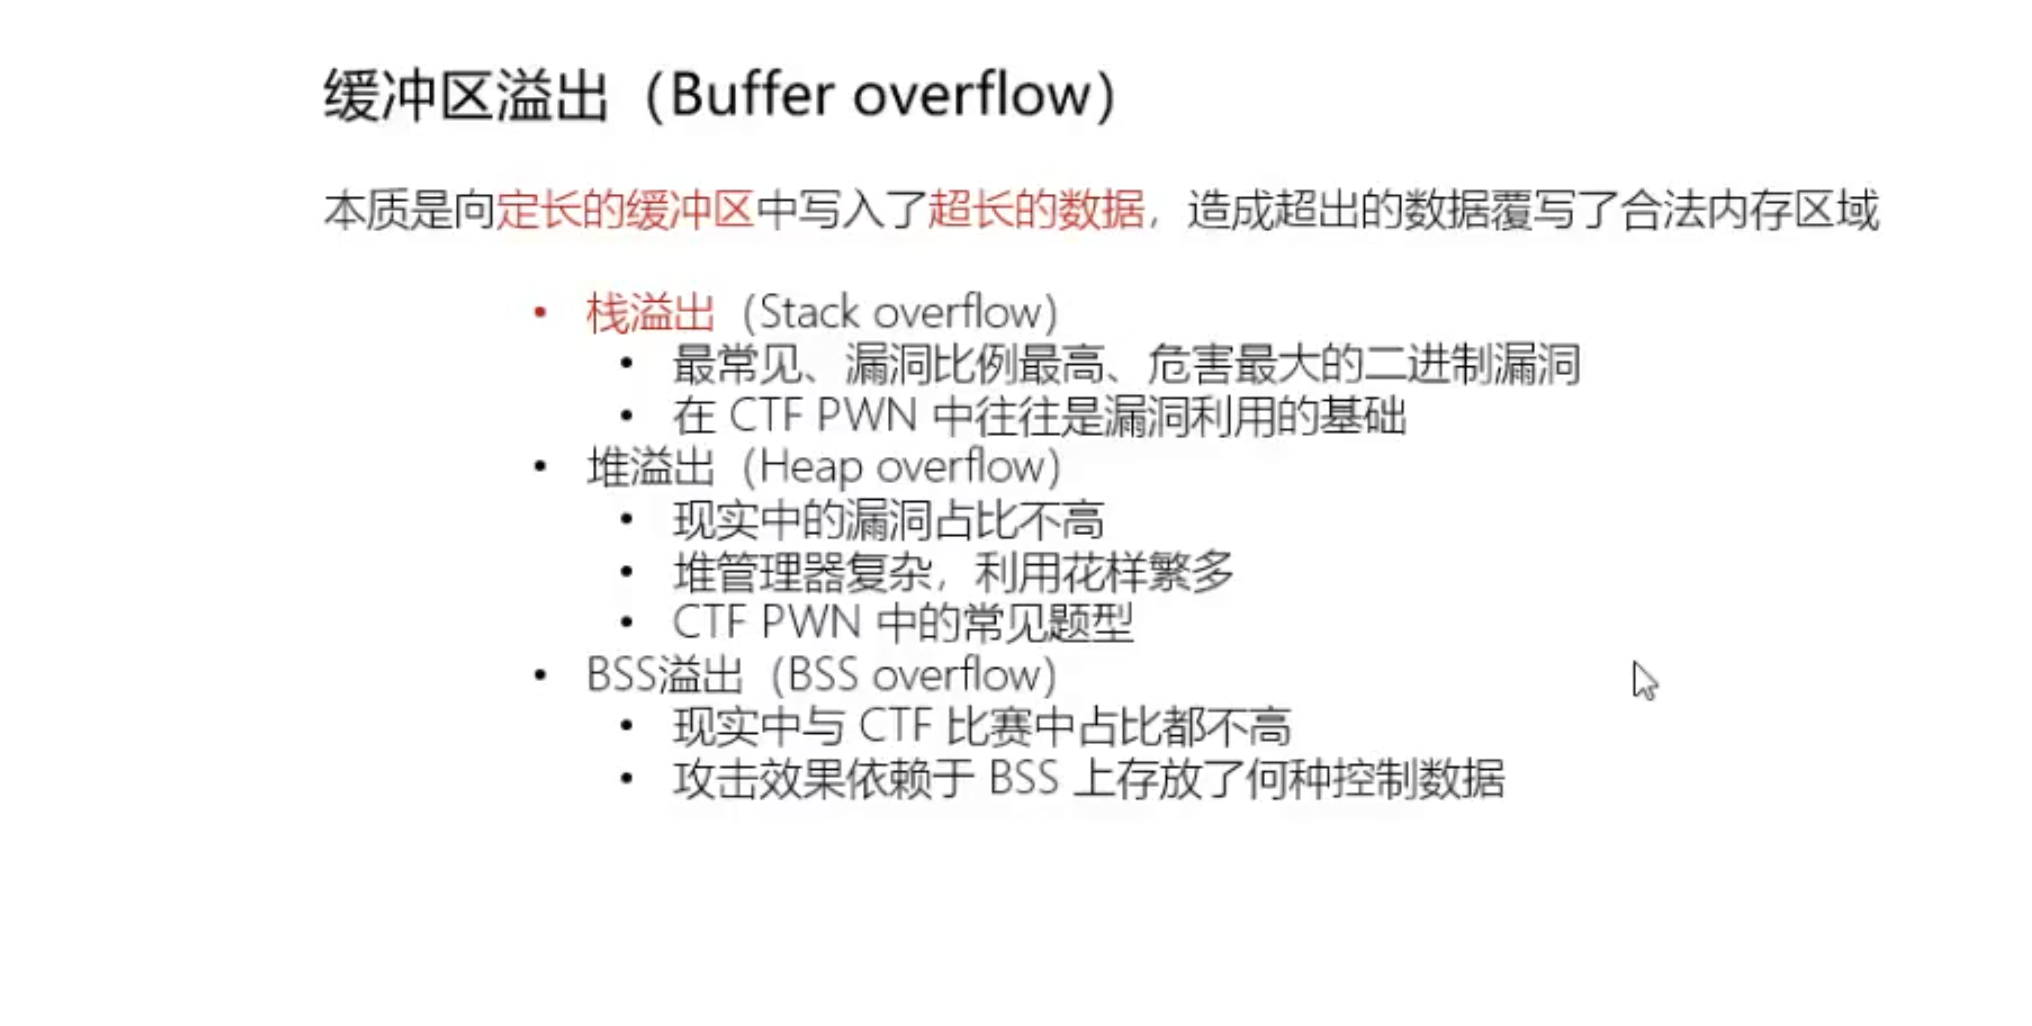 缓冲区溢出（Buffer overflow）
本质是向定长的缓冲区中写入了超长的数据，造成超出的数据覆写了合法内存区域
• 栈溢出（Stack overflow）
• 最常见、漏洞比例最高、危害最大的二进制漏洞
• 在 CTF PWN 中往往是漏洞利用的基础
• 堆溢出（Heap overflow）
• 现实中的漏洞占比不高
• 堆管理器复杂，利用花样繁多
• CTF PWN 中的常见题型
• BSS溢出（BSS overflow）
• 现实中与 CTF 比赛中占比都不高
• 攻击效果依赖于 BSS 上存放了何种控制数据